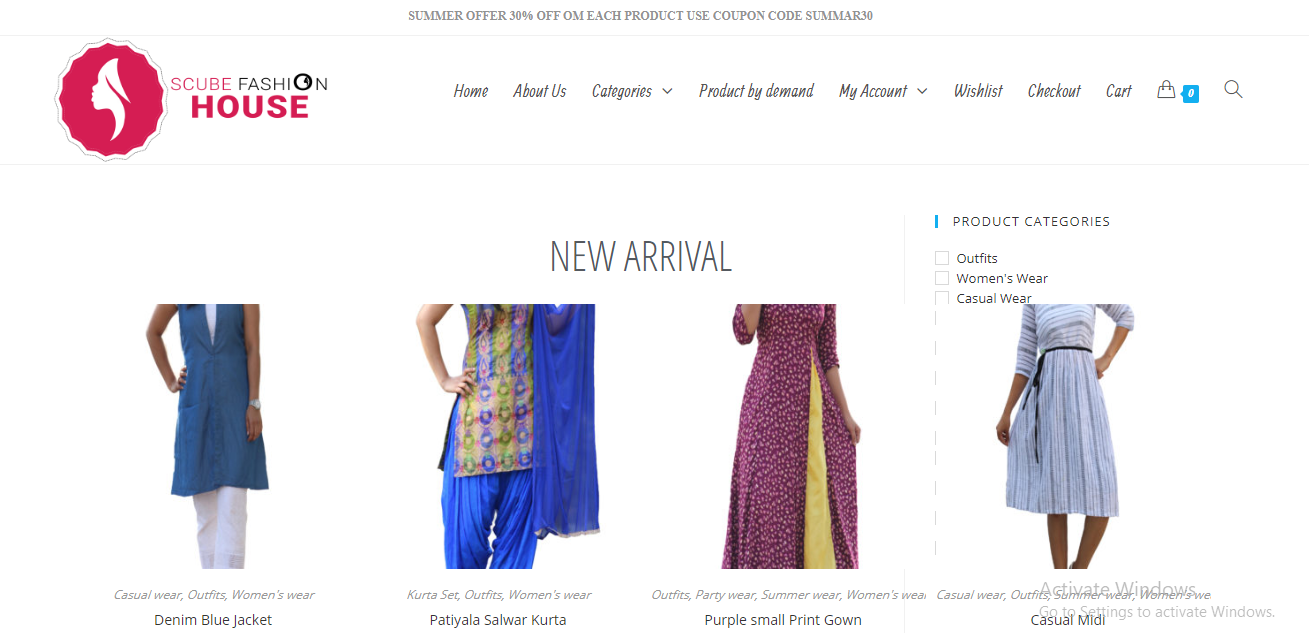 SUMMER OFFER 30% OFF OM EACH PRODUCT USE COUPON CODE SUMMAR30
SCUBE FASHION
HOUSE
Home About Us Categories Product by demand My Account Wishlist Checkout Cart 0
PRODUCT CATEGORIES
NEW ARRIVAL
Outfits
Women's Wear
Casual Wear
Casual wear, Outfits, Women's wear
Denim Blue Jacket
Kurta Set, Outfits, Women's wear
Patiyala Salwar Kurta
Outfits, Party wear, Summer wear, Women's wear
Purple small Print Gown
Casual wear, Outfits, Summer wear, Women's we
Casual Midi
Activate Windows
Go to Settings to activate Windows.